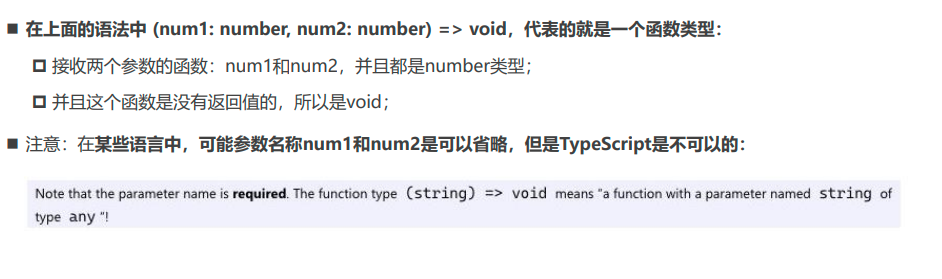 ■ 在上面的语法中 (num1: number, num2: number) => void，代表的就是一个函数类型：
接收两个参数的函数：num1和num2，并且都是number类型；
并且这个函数是没有返回值的，所以是void；
■ 注意：在某些语言中，可能参数名称num1和num2是可以省略，但是TypeScript是不可以的：
Note that the parameter name is required. The function type (string) => void means "a function with a parameter named string of
type any "!